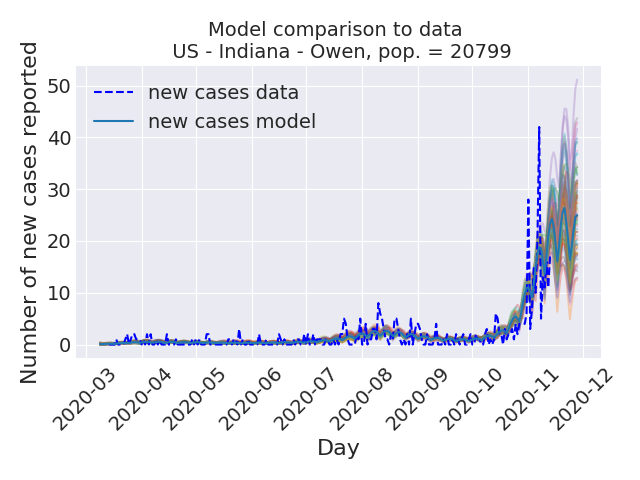 Model comparison to data
US - Indiana - Owen, pop. = 20799
new cases data
new cases model
Number of new cases reported
50
40
30
20
10
0
2020-03
2020-04
2020-05
2020-06
2020-07
2020-08
2020-09
2020-10
2020-11
2020-12
Day